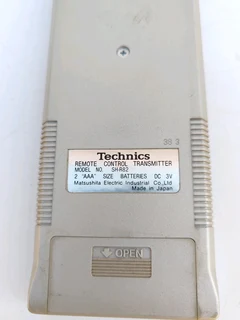 Technics
REMOTE CONTROL TRANSMITTER
MODEL NO. SH-R82
2 "AAA" SIZE BATTERIES DC 3V
Matsushita Electric Industrial Co.,Ltd.
Made in Japan
OPEN